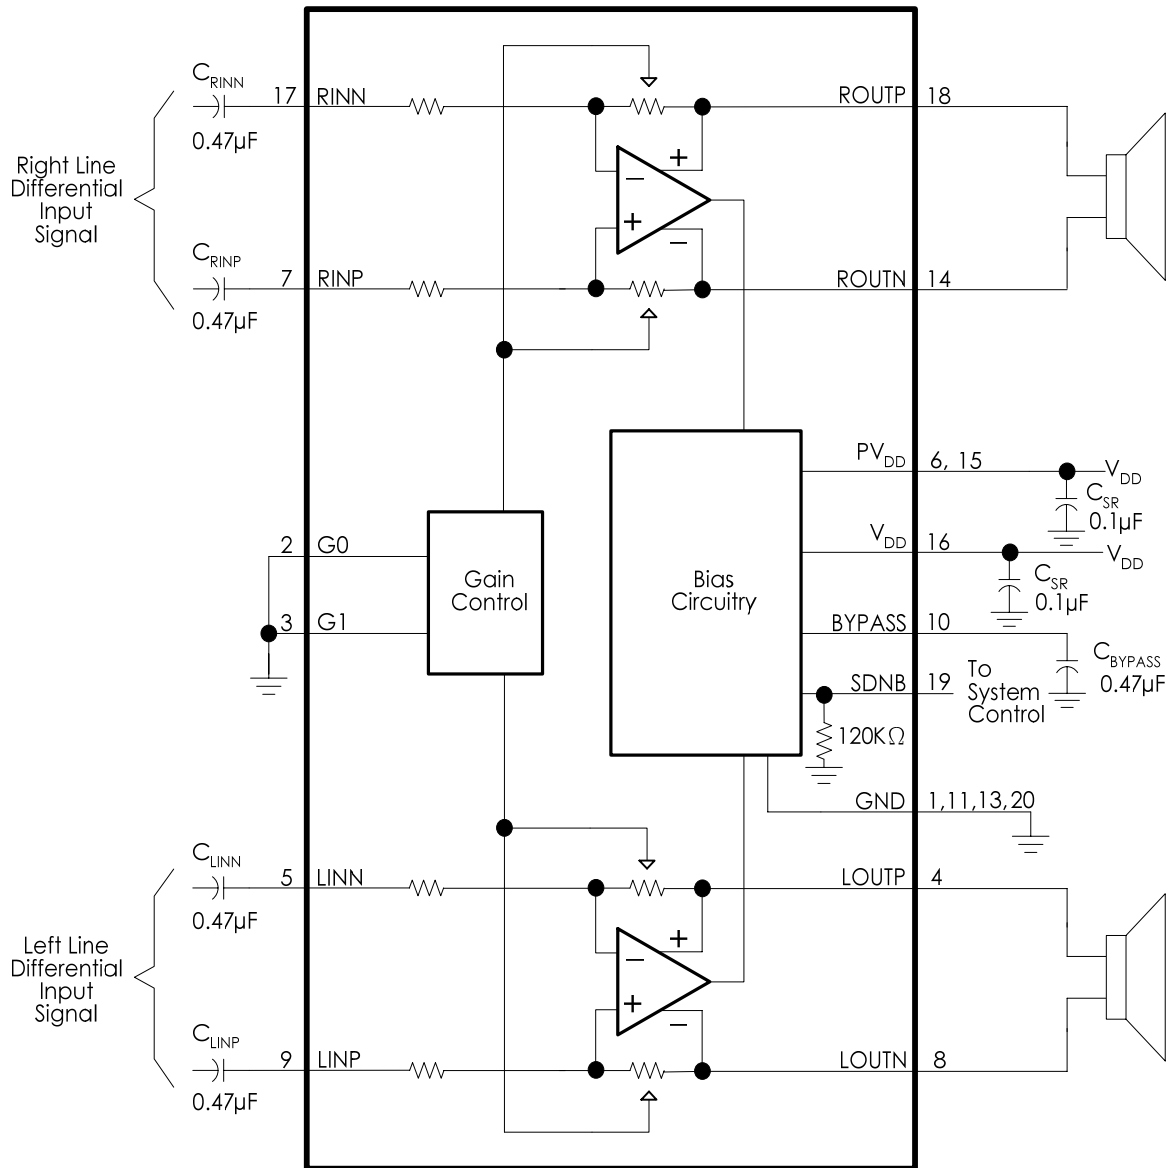 C_RINN
17 RINN
0.47µF
ROUTP 18
+
−
+
−
Right Line
Differential
Input
Signal
C_RINP
7 RINP
0.47µF
ROUTN 14
PV_DD 6, 15
V_DD
C_SR
0.1µF
V_DD 16
V_DD
C_SR
0.1µF
2 G0
3 G1
Gain
Control
Bias
Circuitry
BYPASS 10
C_BYPASS
0.47µF
SDNB 19
To
System
Control
120KΩ
GND 1,11,13,20
C_LINN
5 LINN
0.47µF
LOUTP 4
+
−
+
−
Left Line
Differential
Input
Signal
C_LINP
9 LINP
0.47µF
LOUTN 8